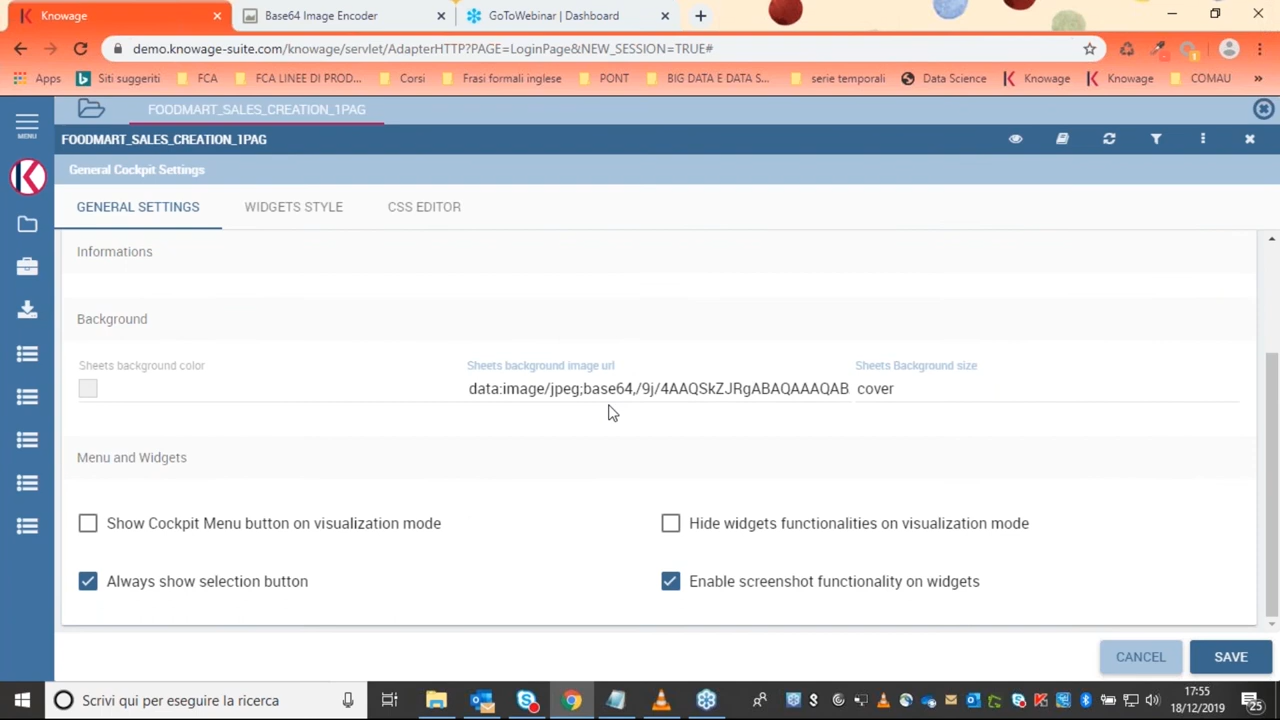 Knowage
Base64 Image Encoder
GoToWebinar | Dashboard
demo.knowage-suite.com/knowage/servlet/AdapterHTTP?PAGE=LoginPage&NEW_SESSION=TRUE#
Apps
Siti suggeriti
FCA
FCA LINEE DI PROD...
Corsi
Frasi formali inglese
PONT
BIG DATA E DATA S...
serie temporali
Data Science
Knowage
Knowage
COMAU
»
MENU
FOODMART_SALES_CREATION_1PAG
FOODMART_SALES_CREATION_1PAG
General Cockpit Settings
GENERAL SETTINGS
WIDGETS STYLE
CSS EDITOR
Informations
Background
Sheets background color
Sheets background image url
Sheets Background size
data:image/jpeg;base64,/9j/4AAQSkZJRgABAQAAAQAB
cover
Menu and Widgets
Show Cockpit Menu button on visualization mode
Hide widgets functionalities on visualization mode
Always show selection button
Enable screenshot functionality on widgets
CANCEL
SAVE
Scrivi qui per eseguire la ricerca
17:55
18/12/2019
25